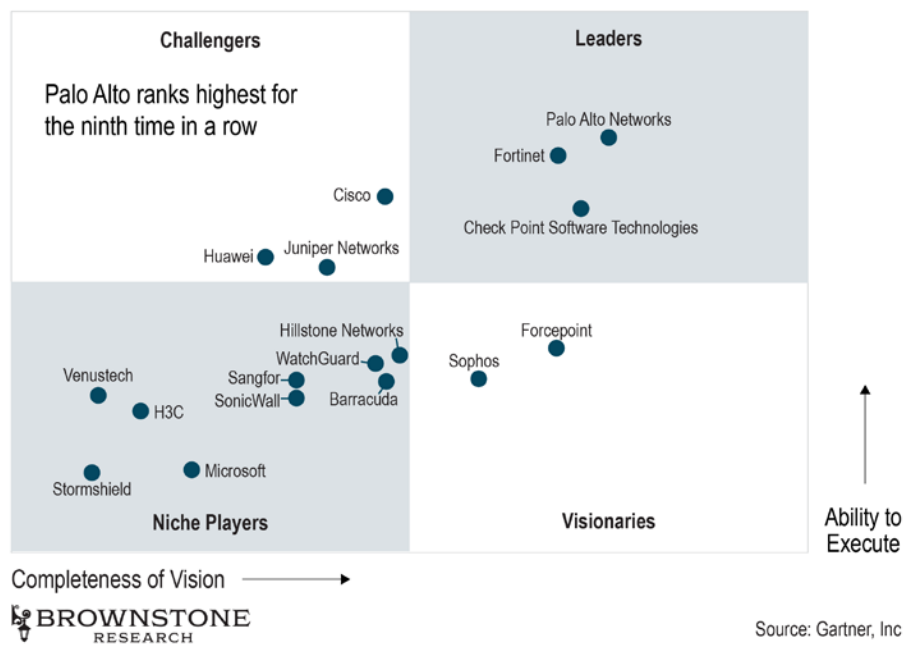 Challengers
Leaders
Palo Alto ranks highest for
the ninth time in a row
Palo Alto Networks
Fortinet
Cisco
Check Point Software Technologies
Huawei
Juniper Networks
Hillstone Networks
Forcepoint
WatchGuard
Sophos
Venustech
Sangfor
SonicWall
Barracuda
H3C
Microsoft
Stormshield
Niche Players
Visionaries
Ability to
Execute
Completeness of Vision
BROWNSTONE
RESEARCH
Source: Gartner, Inc